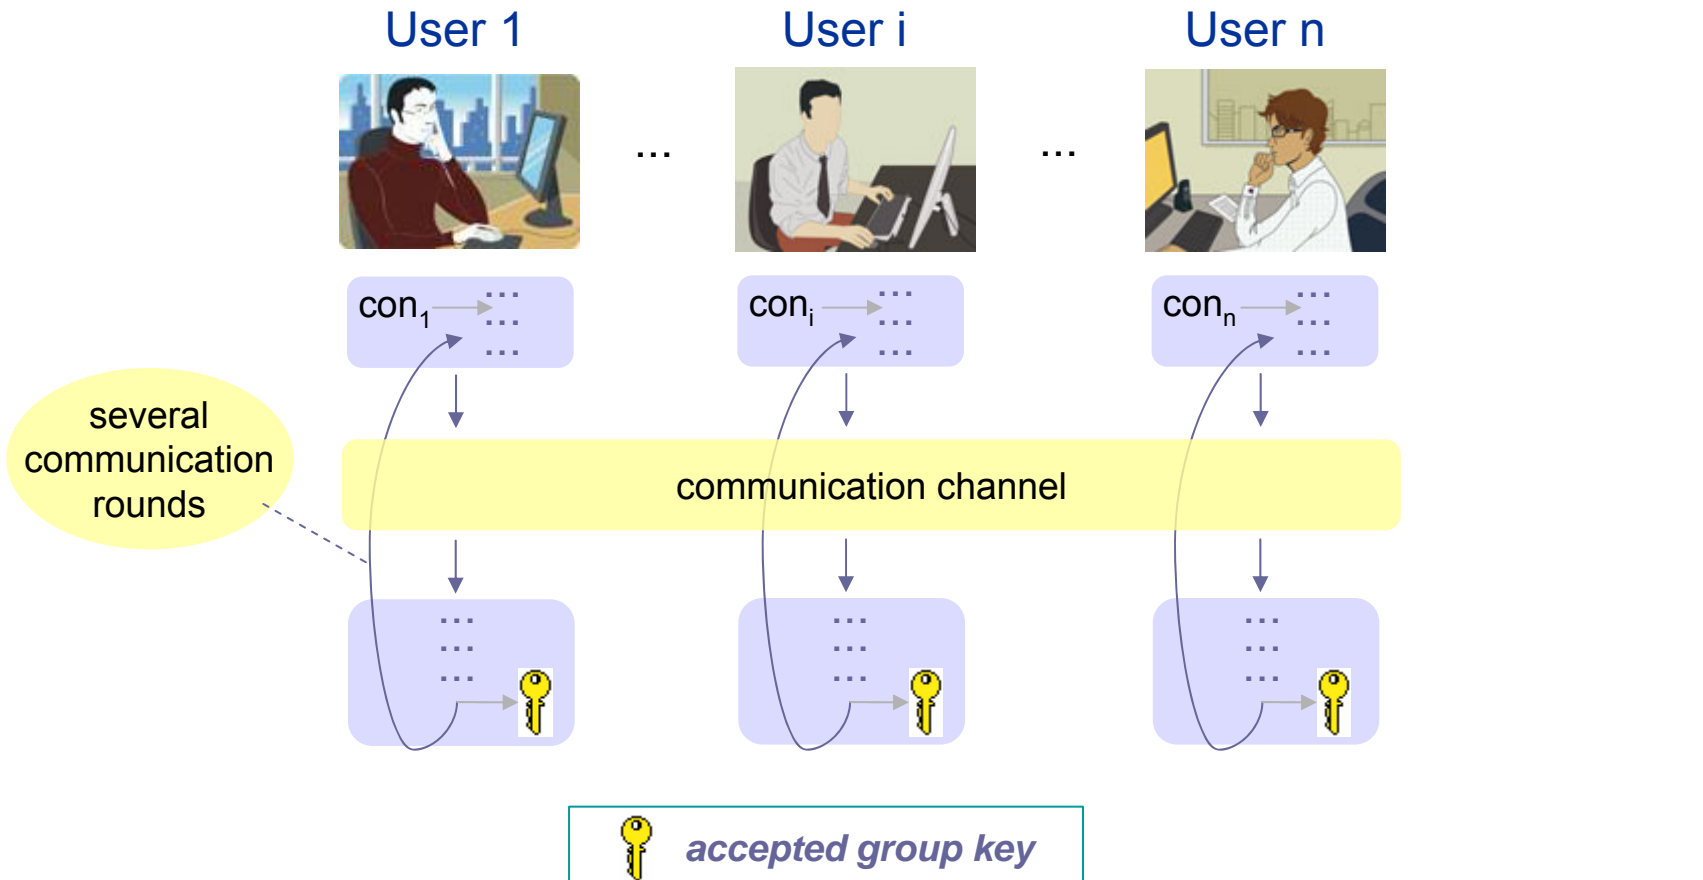 User 1
User i
User n
...
...
con₁ ...
...
...
conᵢ ...
...
...
conₙ ...
...
...
several
communication
rounds
communication channel
...
...
...
...
...
...
...
...
...
accepted group key